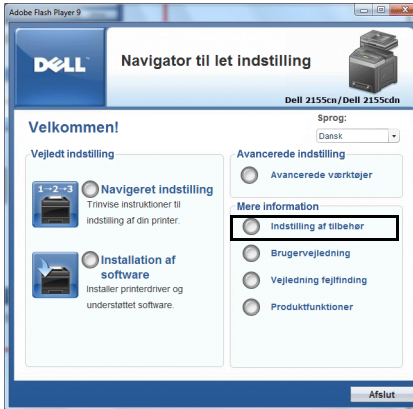 Adobe Flash Player 9
DELL
Navigator til let indstilling
Dell 2155cn/Dell 2155cdn
Velkommen!
Sprog:
Dansk
Vejledt indstilling
1→2→3
Navigeret indstilling
Trinvise instruktioner til
indstilling af din printer.
Installation af
software
Installer printerdriver og
understøttet software.
Avancerede indstilling
Avancerede værktøjer
Mere information
Indstilling af tilbehør
Brugervejledning
Vejledning fejlfinding
Produktfunktioner
Afslut